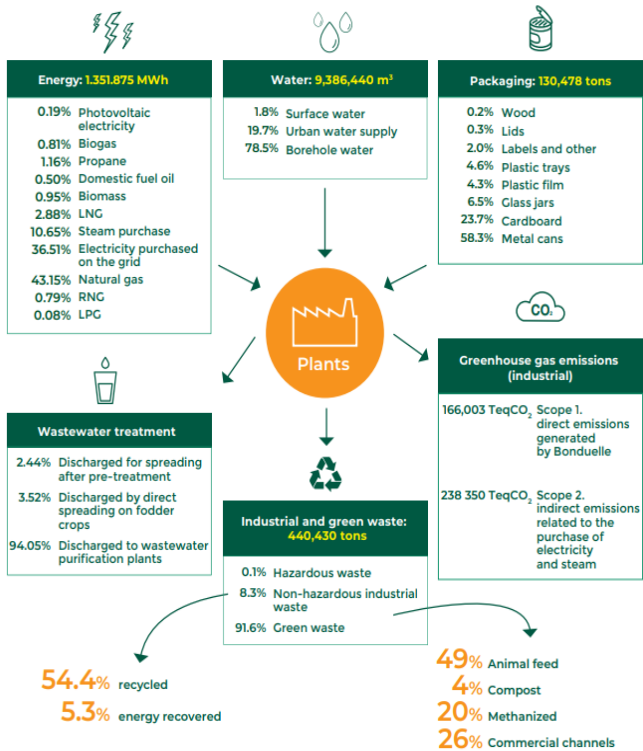 Energy: 1.351.875 MWh
0.19% Photovoltaic
electricity
0.81% Biogas
1.16% Propane
0.50% Domestic fuel oil
0.95% Biomass
2.88% LNG
10.65% Steam purchase
36.51% Electricity purchased
on the grid
43.15% Natural gas
0.79% RNG
0.08% LPG
Water: 9,386,440 m³
1.8% Surface water
19.7% Urban water supply
78.5% Borehole water
Packaging: 130,478 tons
0.2% Wood
0.3% Lids
2.0% Labels and other
4.6% Plastic trays
4.3% Plastic film
6.5% Glass jars
23.7% Cardboard
58.3% Metal cans
Plants
CO₂
Wastewater treatment
2.44% Discharged for spreading
after pre-treatment
3.52% Discharged by direct
spreading on fodder
crops
94.05% Discharged to wastewater
purification plants
Industrial and green waste:
440,430 tons
0.1% Hazardous waste
8.3% Non-hazardous industrial
waste
91.6% Green waste
Greenhouse gas emissions
(industrial)
166,003 TeqCO₂ Scope 1.
direct emissions
generated
by Bonduelle
238 350 TeqCO₂ Scope 2.
indirect emissions
related to the
purchase of
electricity
and steam
54.4% recycled
5.3% energy recovered
49% Animal feed
4% Compost
20% Methanized
26% Commercial channels